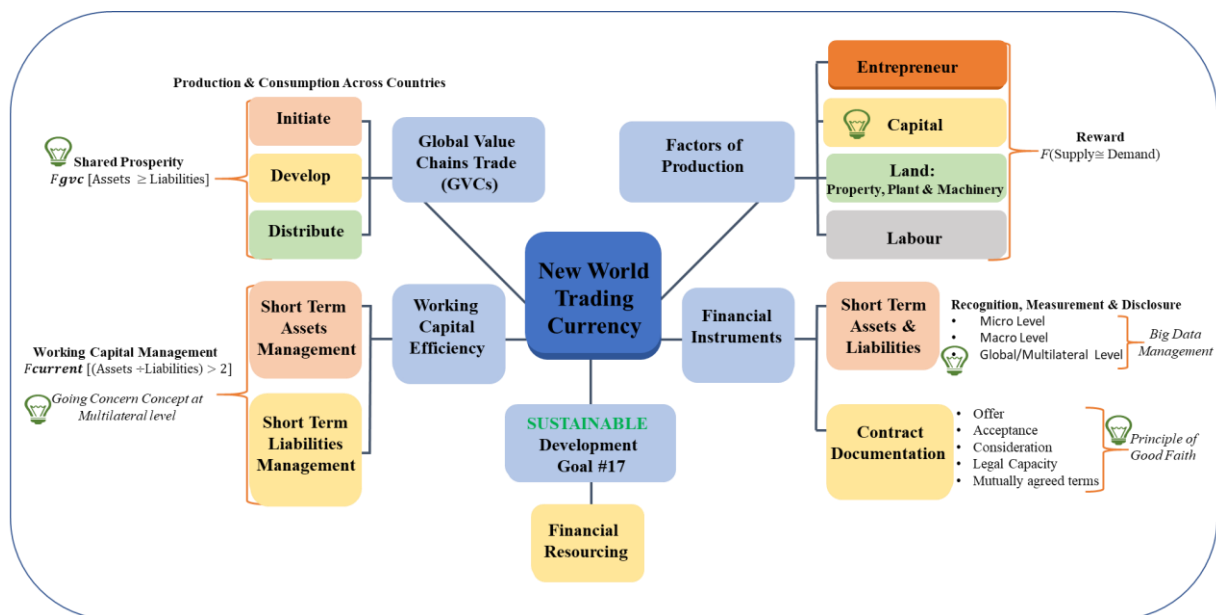 Production & Consumption Across Countries
Initiate
Develop
Distribute
Shared Prosperity
Fgvc [Assets ≥ Liabilities]
Global Value
Chains Trade
(GVCs)
Factors of
Production
Entrepreneur
Capital
Land:
Property, Plant & Machinery
Labour
Reward
F(Supply≅ Demand)
New World
Trading
Currency
Short Term
Assets
Management
Working
Capital
Efficiency
Working Capital Management
Fcurrent [(Assets ÷Liabilities) > 2]
Going Concern Concept at
Multilateral level
Short Term
Liabilities
Management
Financial
Instruments
Short Term
Assets &
Liabilities
Recognition, Measurement & Disclosure
• Micro Level
• Macro Level
• Global/Multilateral Level
Big Data
Management
SUSTAINABLE
Development
Goal #17
Financial
Resourcing
Contract
Documentation
• Offer
• Acceptance
• Consideration
• Legal Capacity
• Mutually agreed terms
Principle of
Good Faith